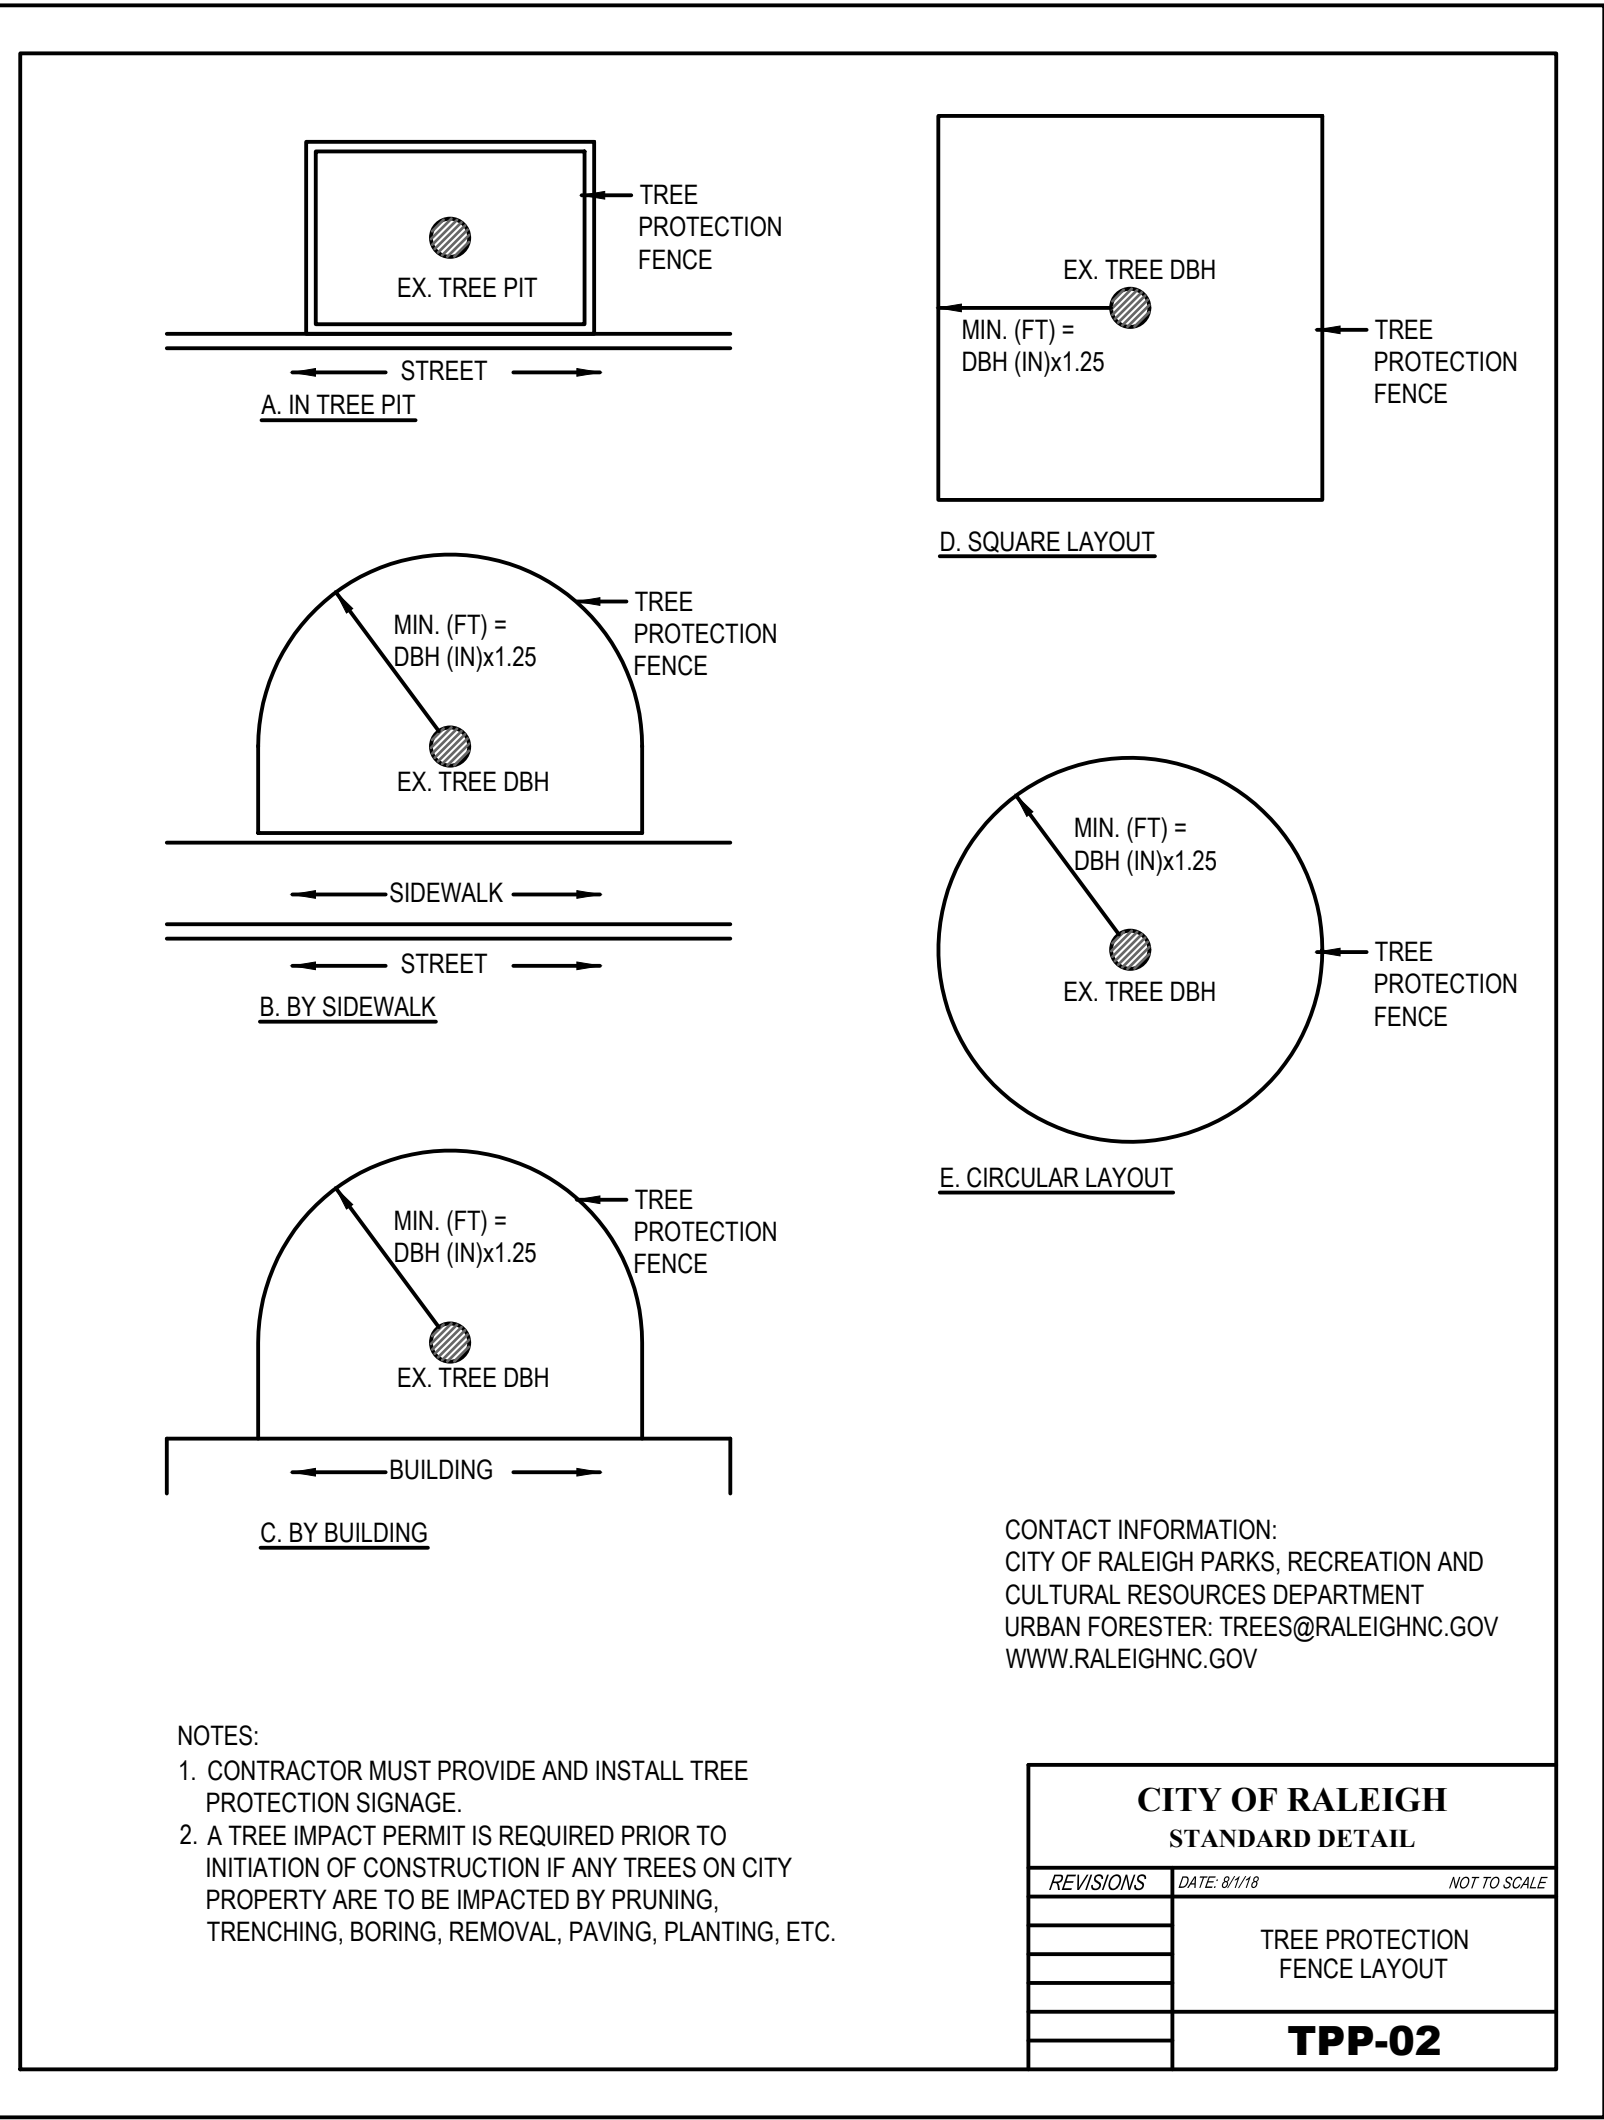 TREE
PROTECTION
FENCE
EX. TREE PIT
STREET
A. IN TREE PIT
EX. TREE DBH
MIN. (FT) =
DBH (IN)x1.25
TREE
PROTECTION
FENCE
D. SQUARE LAYOUT
TREE
PROTECTION
FENCE
MIN. (FT) =
DBH (IN)x1.25
EX. TREE DBH
SIDEWALK
STREET
B. BY SIDEWALK
MIN. (FT) =
DBH (IN)x1.25
EX. TREE DBH
TREE
PROTECTION
FENCE
E. CIRCULAR LAYOUT
TREE
PROTECTION
FENCE
MIN. (FT) =
DBH (IN)x1.25
EX. TREE DBH
BUILDING
C. BY BUILDING
CONTACT INFORMATION:
CITY OF RALEIGH PARKS, RECREATION AND
CULTURAL RESOURCES DEPARTMENT
URBAN FORESTER: TREES@RALEIGHNC.GOV
WWW.RALEIGHNC.GOV
NOTES:
1. CONTRACTOR MUST PROVIDE AND INSTALL TREE
PROTECTION SIGNAGE.
2. A TREE IMPACT PERMIT IS REQUIRED PRIOR TO
INITIATION OF CONSTRUCTION IF ANY TREES ON CITY
PROPERTY ARE TO BE IMPACTED BY PRUNING,
TRENCHING, BORING, REMOVAL, PAVING, PLANTING, ETC.
CITY OF RALEIGH
STANDARD DETAIL
REVISIONS
DATE: 8/1/18
NOT TO SCALE
TREE PROTECTION
FENCE LAYOUT
TPP-02